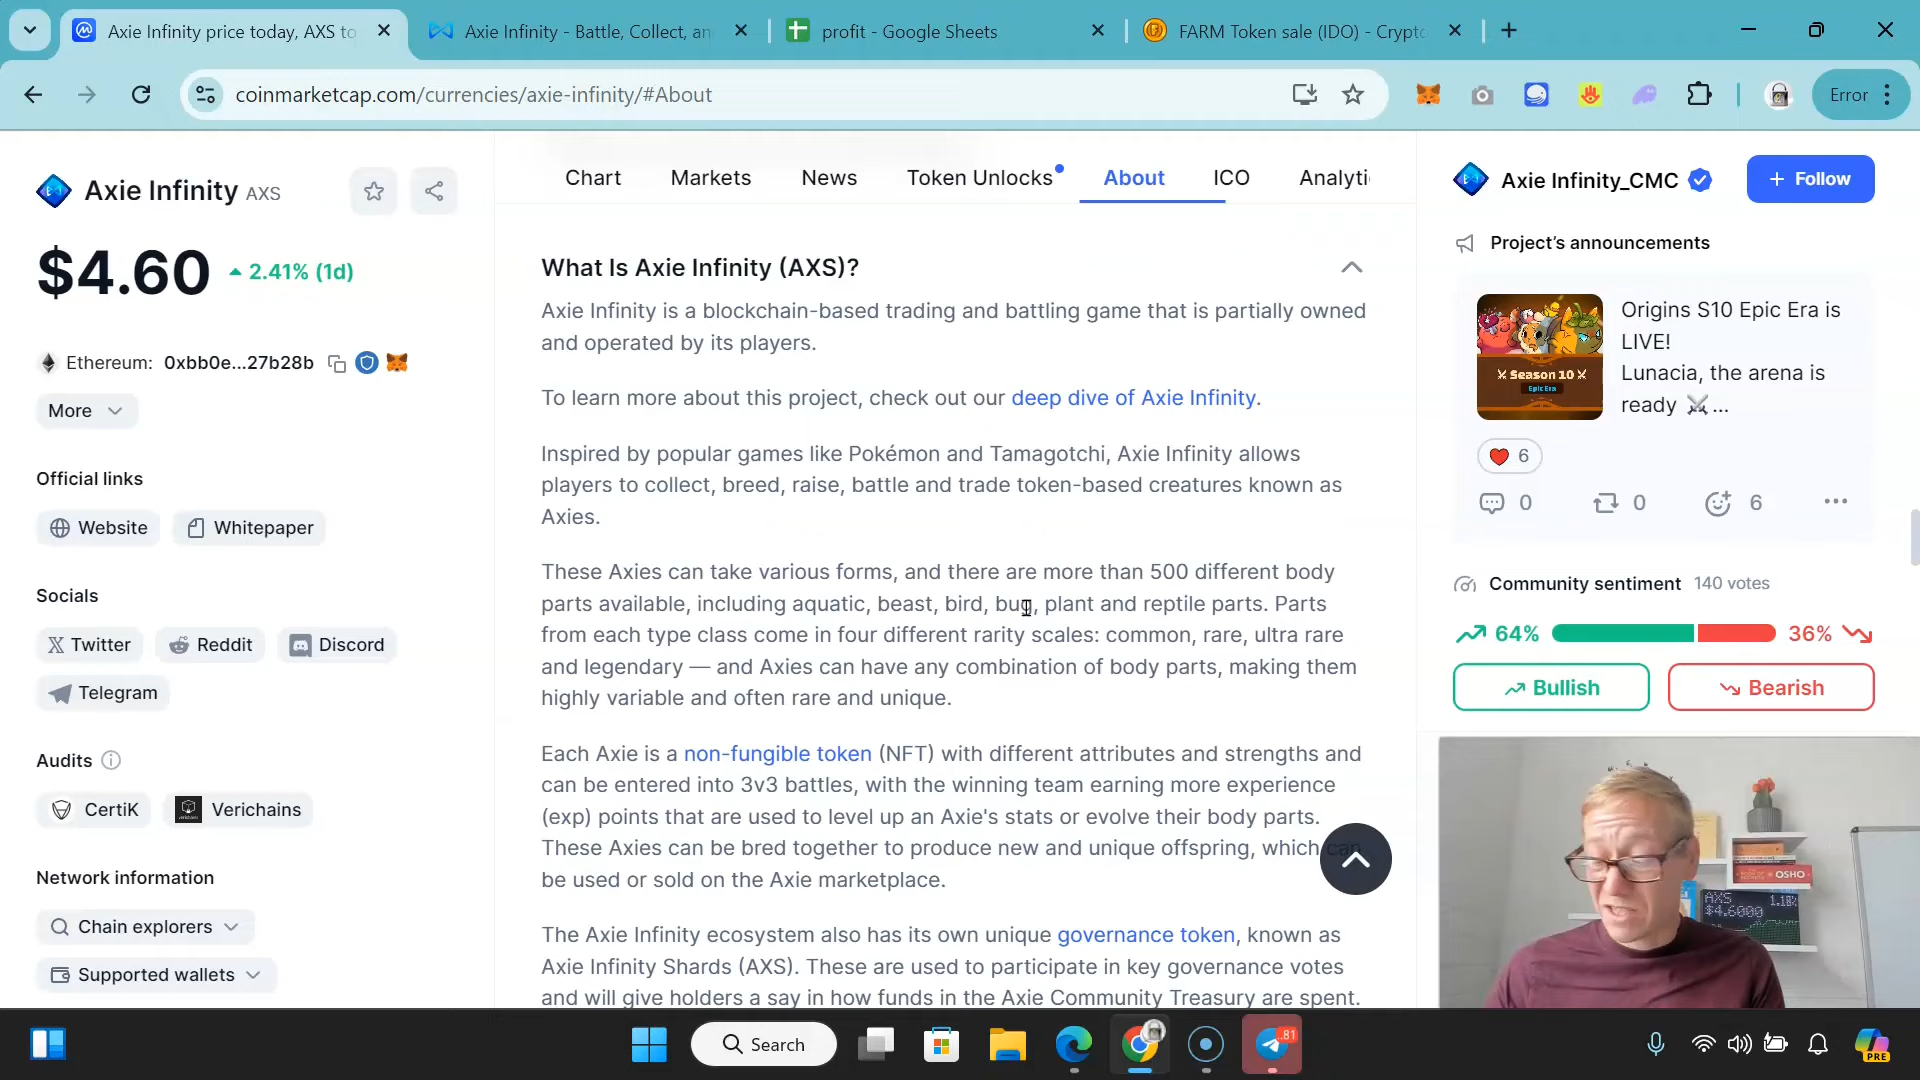 Axie Infinity price today, AXS to
Axie Infinity - Battle, Collect, an
profit - Google Sheets
FARM Token sale (IDO) - Crypto
coinmarketcap.com/currencies/axie-infinity/#About
Error
Axie Infinity AXS
$4.60 2.41% (1d)
Ethereum: 0xbb0e...27b28b
More
Official links
Website Whitepaper
Socials
Twitter Reddit Discord
Telegram
Audits
CertiK Verichains
Network information
Chain explorers
Supported wallets
Chart Markets News Token Unlocks About ICO Analytic
What Is Axie Infinity (AXS)?
Axie Infinity is a blockchain-based trading and battling game that is partially owned
and operated by its players.
To learn more about this project, check out our deep dive of Axie Infinity.
Inspired by popular games like Pokémon and Tamagotchi, Axie Infinity allows
players to collect, breed, raise, battle and trade token-based creatures known as
Axies.
These Axies can take various forms, and there are more than 500 different body
parts available, including aquatic, beast, bird, bug, plant and reptile parts. Parts
from each type class come in four different rarity scales: common, rare, ultra rare
and legendary — and Axies can have any combination of body parts, making them
highly variable and often rare and unique.
Each Axie is a non-fungible token (NFT) with different attributes and strengths and
can be entered into 3v3 battles, with the winning team earning more experience
(exp) points that are used to level up an Axie's stats or evolve their body parts.
These Axies can be bred together to produce new and unique offspring, which can
be used or sold on the Axie marketplace.
The Axie Infinity ecosystem also has its own unique governance token, known as
Axie Infinity Shards (AXS). These are used to participate in key governance votes
and will give holders a say in how funds in the Axie Community Treasury are spent.
Axie Infinity_CMC
+ Follow
Project's announcements
Season 10
Epic Era
Origins S10 Epic Era is
LIVE!
Lunacia, the arena is
ready ⚔...
6
0 0 6
Community sentiment 140 votes
64% 36%
Bullish Bearish
OSHO
AXS 1.18%
$4.6000
Search
81
PRE